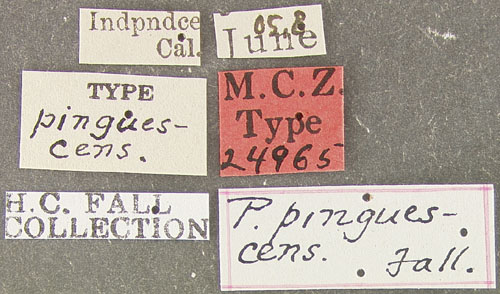 Indpndce
Cal.
05.8
June
TYPE
pingues-
cens.
M.C.Z.
Type
24965
H.C. FALL
COLLECTION
P. pingues-
cens.
Fall.